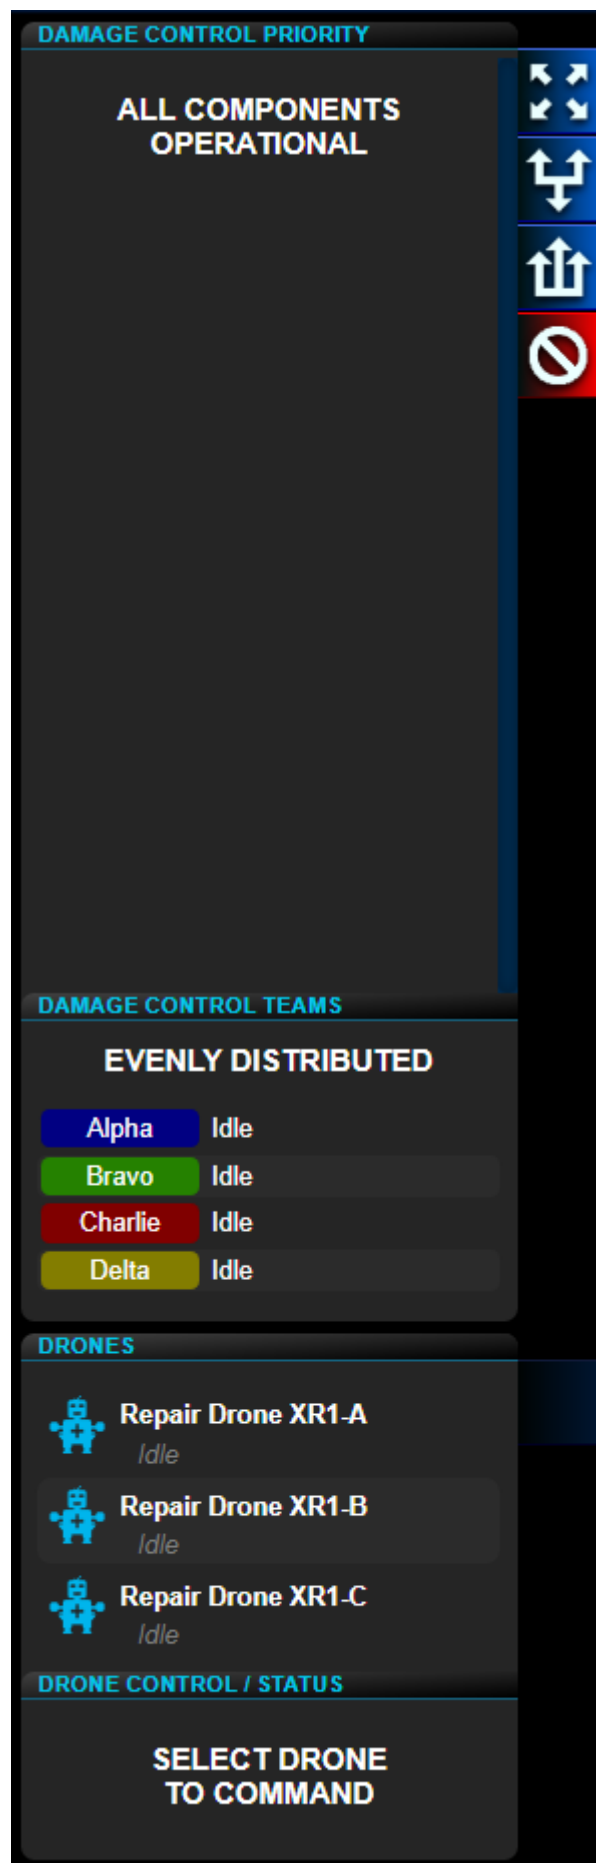 DAMAGE CONTROL PRIORITY
ALL COMPONENTS
OPERATIONAL
DAMAGE CONTROL TEAMS
EVENLY DISTRIBUTED
Alpha Idle
Bravo Idle
Charlie Idle
Delta Idle
DRONES
Repair Drone XR1-A
Idle
Repair Drone XR1-B
Idle
Repair Drone XR1-C
Idle
DRONE CONTROL / STATUS
SELECT DRONE
TO COMMAND